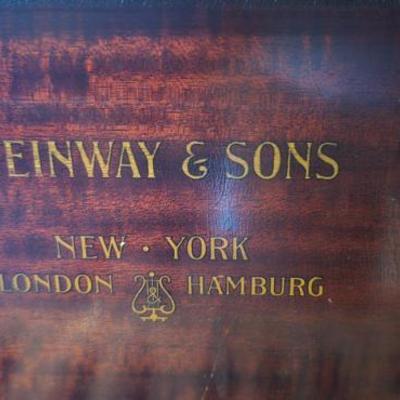 EINWAY & SONS
NEW · YORK
LONDON HAMBURG